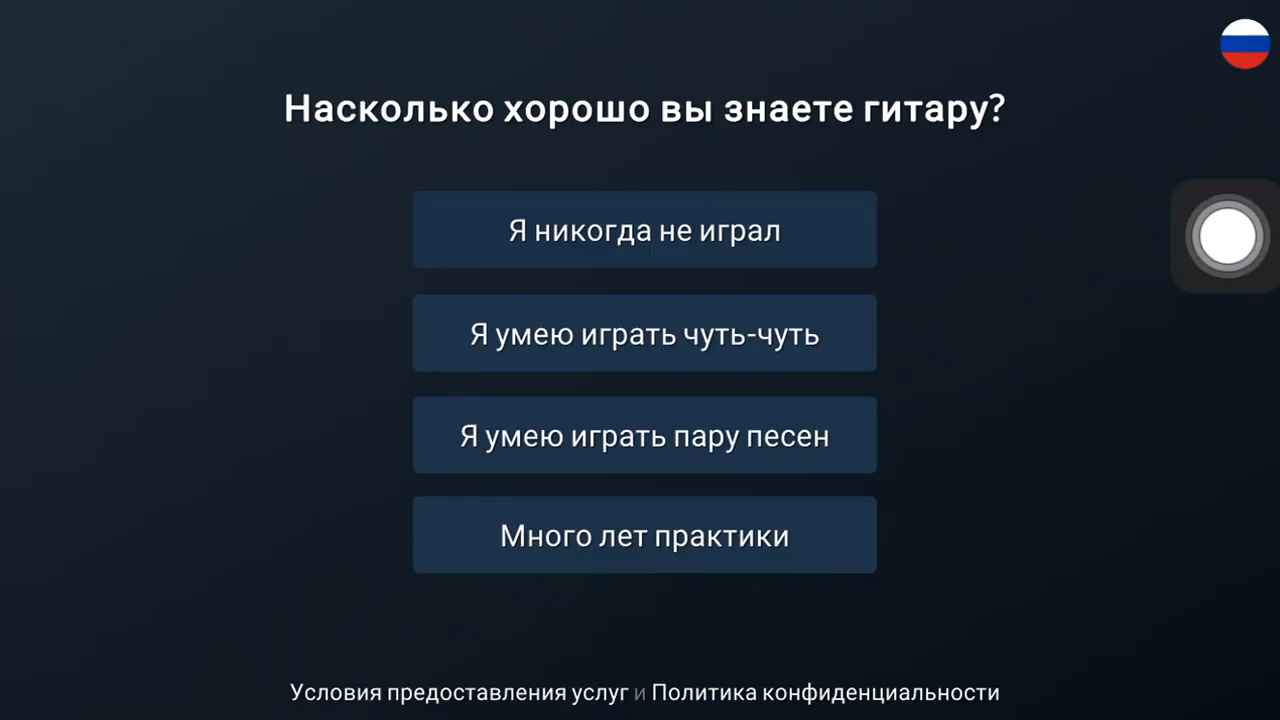 Насколько хорошо вы знаете гитару?
Я никогда не играл
Я умею играть чуть-чуть
Я умею играть пару песен
Много лет практики
Условия предоставления услуг и Политика конфиденциальности